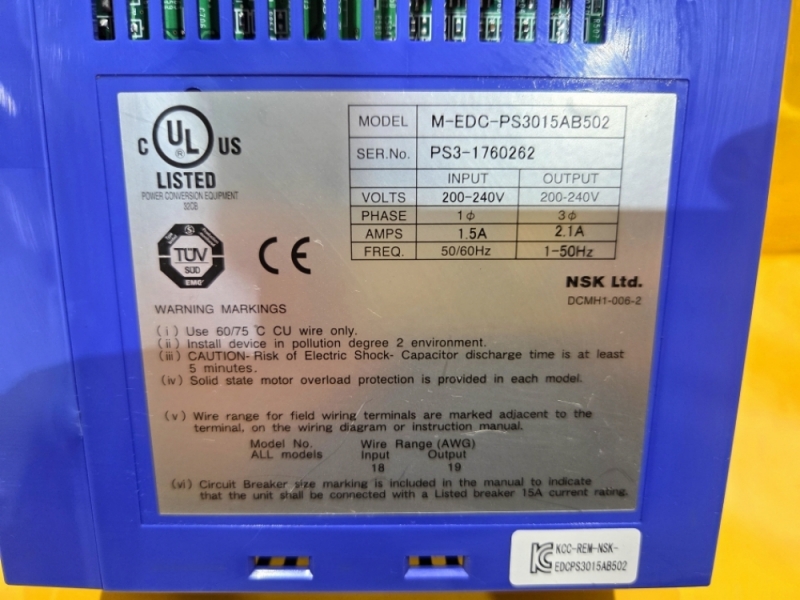 C UL US
LISTED
POWER CONVERSION EQUIPMENT
50CB
TÜV
SÜD
CE
MODEL M-EDC-PS3015AB502
SER.No. PS3-1760262
INPUT OUTPUT
VOLTS 200-240V 200-240V
PHASE 1ϕ 3ϕ
AMPS 1.5A 2.1A
FREQ. 50/60Hz 1-50Hz
NSK Ltd.
DCMH1-006-2
WARNING MARKINGS
(i) Use 60/75 ℃ CU wire only.
(ii) Install device in pollution degree 2 environment.
(iii) CAUTION- Risk of Electric Shock- Capacitor discharge time is at least
5 minutes.
(iv) Solid state motor overload protection is provided in each model.
(v) Wire range for field wiring terminals are marked adjacent to the
terminal, on the wiring diagram or instruction manual.
Model No. Wire Range (AWG)
ALL models Input Output
18 19
(vi) Circuit Breaker size marking is included in the manual to indicate
that the unit shall be connected with a Listed breaker 15A current rating.
KCC-REM-NSK-
EDCPS3015AB502